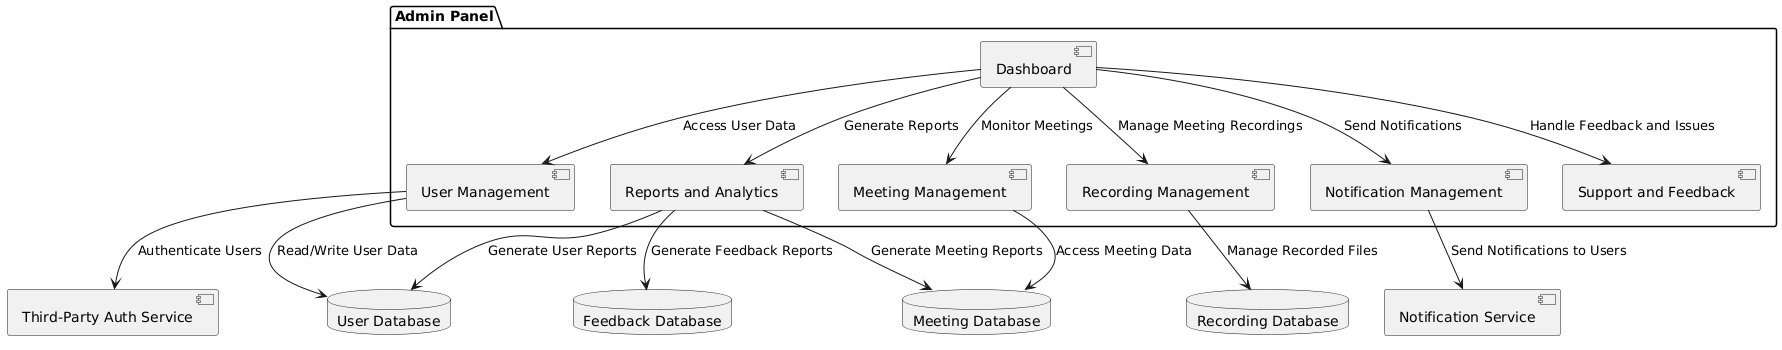 Admin Panel
Dashboard
Access User Data
Generate Reports
Monitor Meetings
Manage Meeting Recordings
Send Notifications
Handle Feedback and Issues
User Management
Reports and Analytics
Meeting Management
Recording Management
Notification Management
Support and Feedback
Authenticate Users
Read/Write User Data
Generate User Reports
Generate Feedback Reports
Generate Meeting Reports
Access Meeting Data
Manage Recorded Files
Send Notifications to Users
Third-Party Auth Service
User Database
Feedback Database
Meeting Database
Recording Database
Notification Service